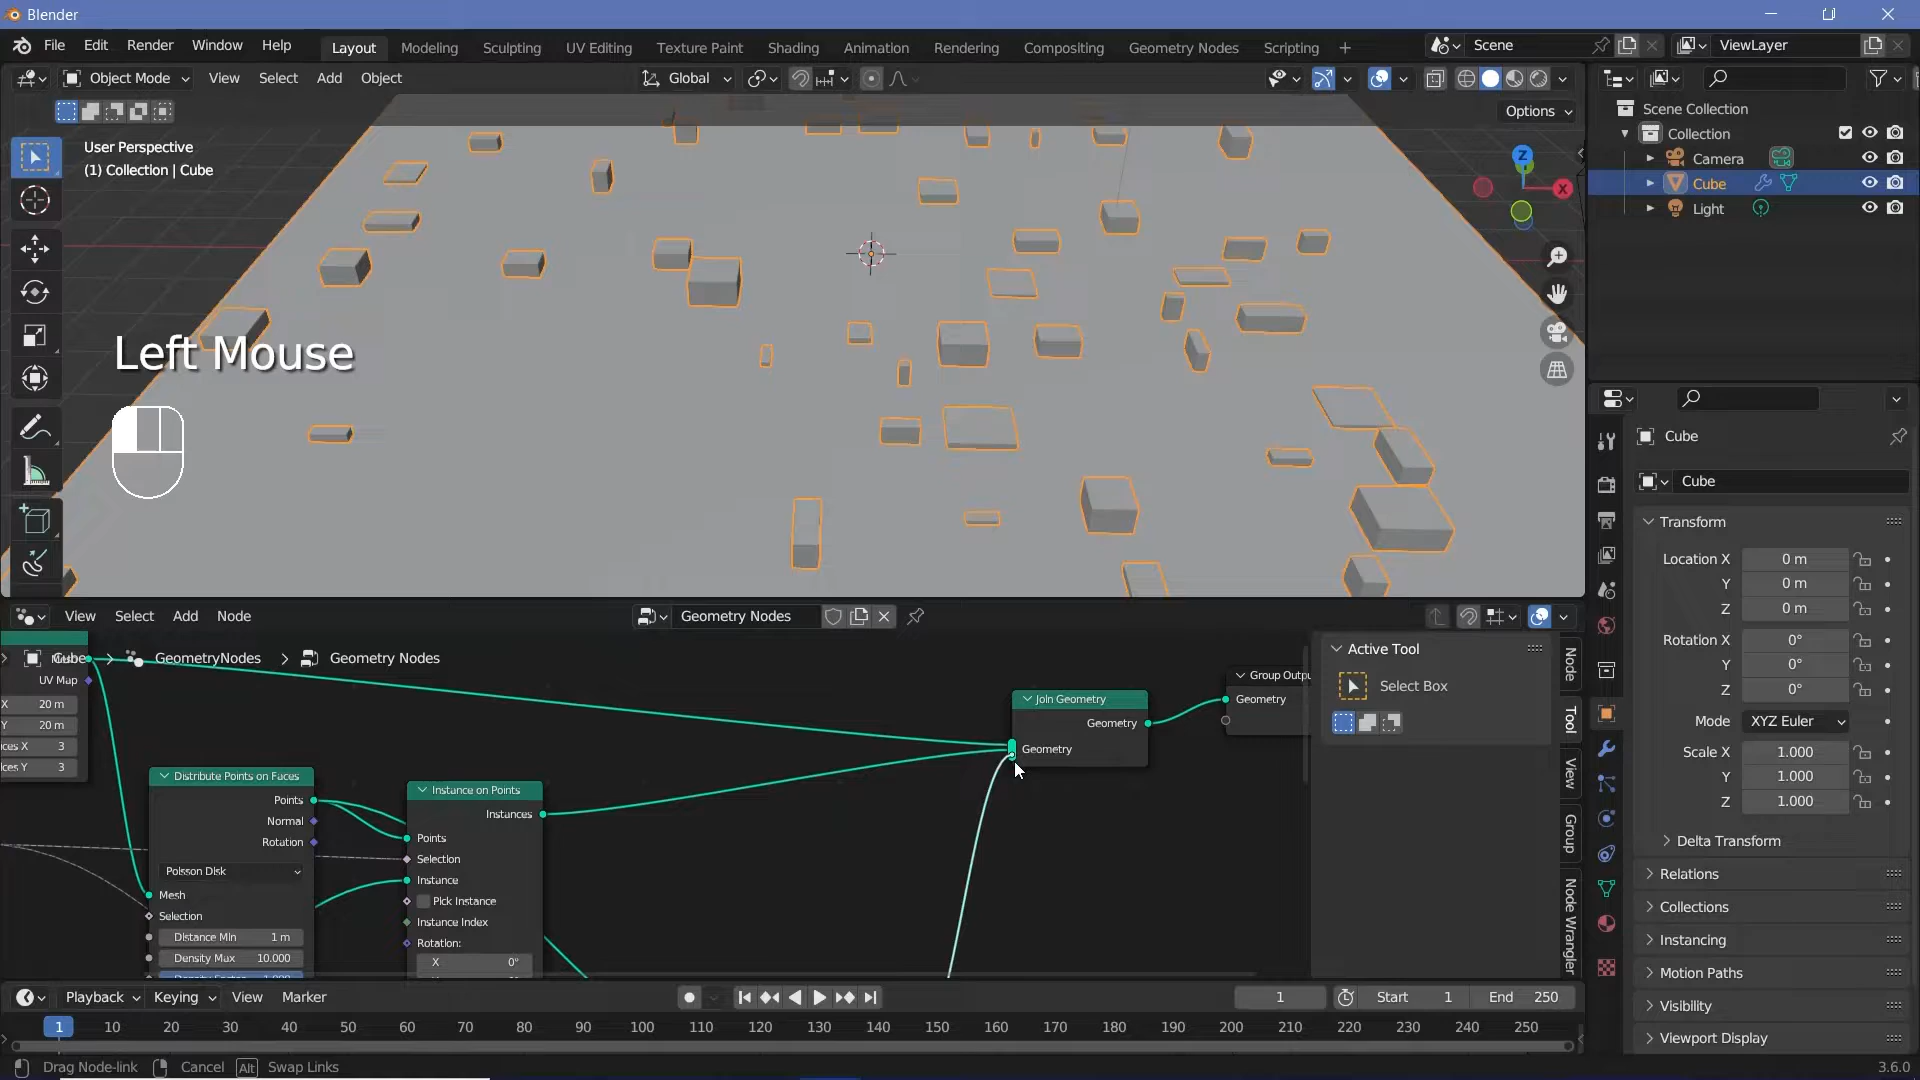 Blender
File Edit Render Window Help
Layout Modeling Sculpting UV Editing Texture Paint Shading Animation Rendering Compositing Geometry Nodes Scripting +
Scene
ViewLayer
Object Mode View Select Add Object
Global
Options
User Perspective
(1) Collection | Cube
Z
X
Left Mouse
Scene Collection
Collection
Camera
Cube
Light
Cube
Cube
Transform
Location X 0 m
Y 0 m
Z 0 m
Rotation X 0°
Y 0°
Z 0°
Mode XYZ Euler
Scale X 1.000
Y 1.000
Z 1.000
Delta Transform
Relations
Collections
Instancing
Motion Paths
Visibility
Viewport Display
View Select Add Node
Geometry Nodes
Cube > GeometryNodes > Geometry Nodes
UV Map
X 20 m
Y 20 m
ces X 3
ces Y 3
Distribute Points on Faces
Points
Normal
Rotation
Poisson Disk
Mesh
Selection
Distance Min 1 m
Density Max 10.000
Instance on Points
Instances
Points
Selection
Instance
Pick Instance
Instance Index
Rotation:
X 0°
Join Geometry
Geometry
Geometry
Group Outpu
Geometry
Active Tool
Select Box
Node
Tool
View
Group
Node Wrangler
Playback Keying View Marker
1
Start 1
End 250
1 10 20 30 40 50 60 70 80 90 100 110 120 130 140 150 160 170 180 190 200 210 220 230 240 250
Drag Node-link Cancel Alt Swap Links
3.6.0